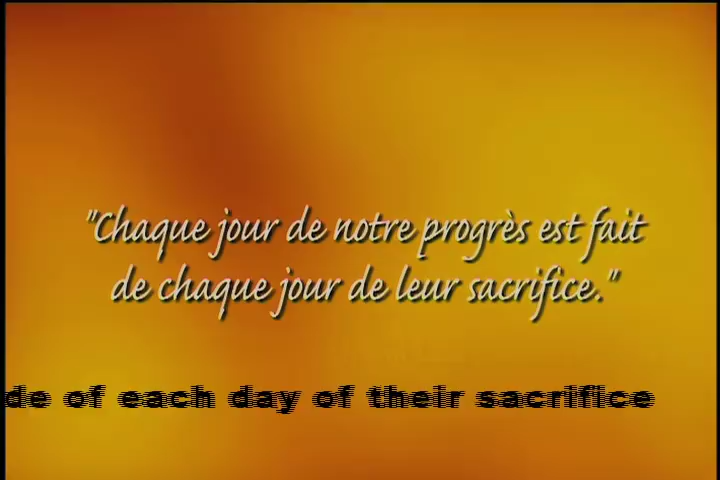 "Chaque jour de notre progrès est fait
de chaque jour de leur sacrifice."
de of each day of their sacrifice